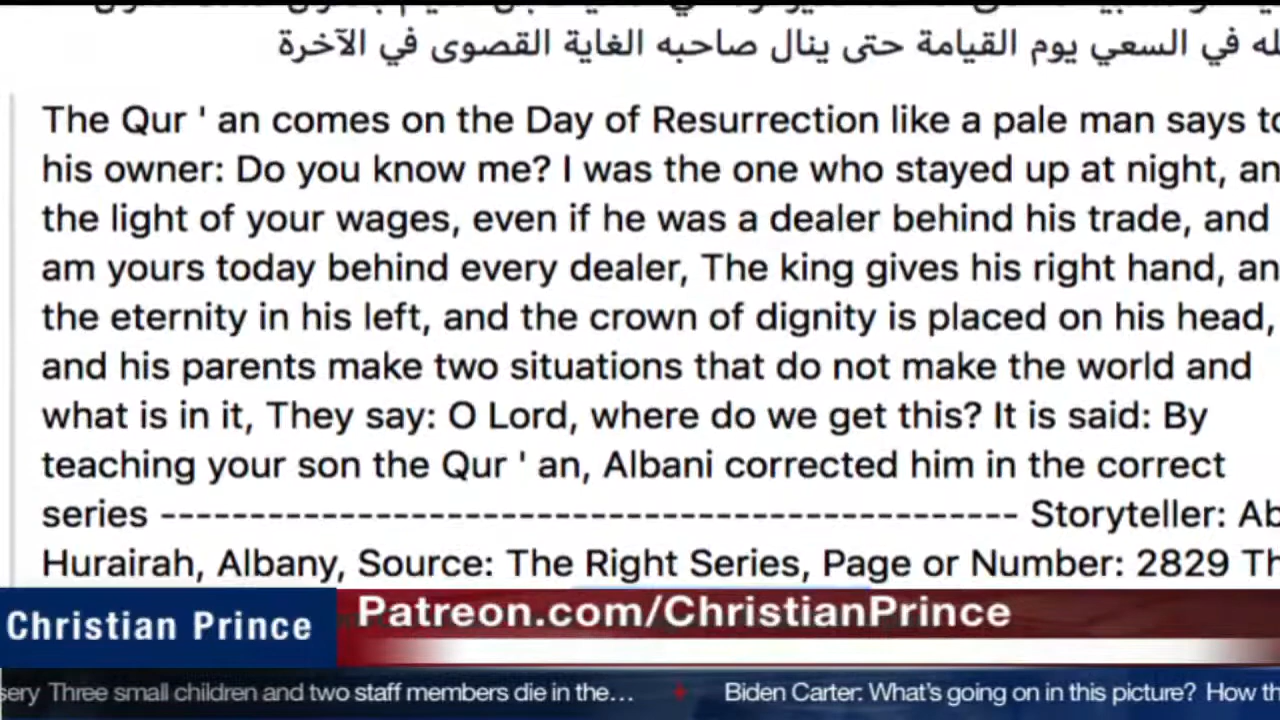 له في السعي يوم القيامة حتى ينال صاحبه الغاية القصوى في الآخرة
The Qur ' an comes on the Day of Resurrection like a pale man says to
his owner: Do you know me? I was the one who stayed up at night, an
the light of your wages, even if he was a dealer behind his trade, and
am yours today behind every dealer, The king gives his right hand, an
the eternity in his left, and the crown of dignity is placed on his head,
and his parents make two situations that do not make the world and
what is in it, They say: O Lord, where do we get this? It is said: By
teaching your son the Qur ' an, Albani corrected him in the correct
series ------------------------------------------------ Storyteller: Ab
Hurairah, Albany, Source: The Right Series, Page or Number: 2829 Th
Christian Prince
Patreon.com/ChristianPrince
sery Three small children and two staff members die in the... Biden Carter: What's going on in this picture? How th